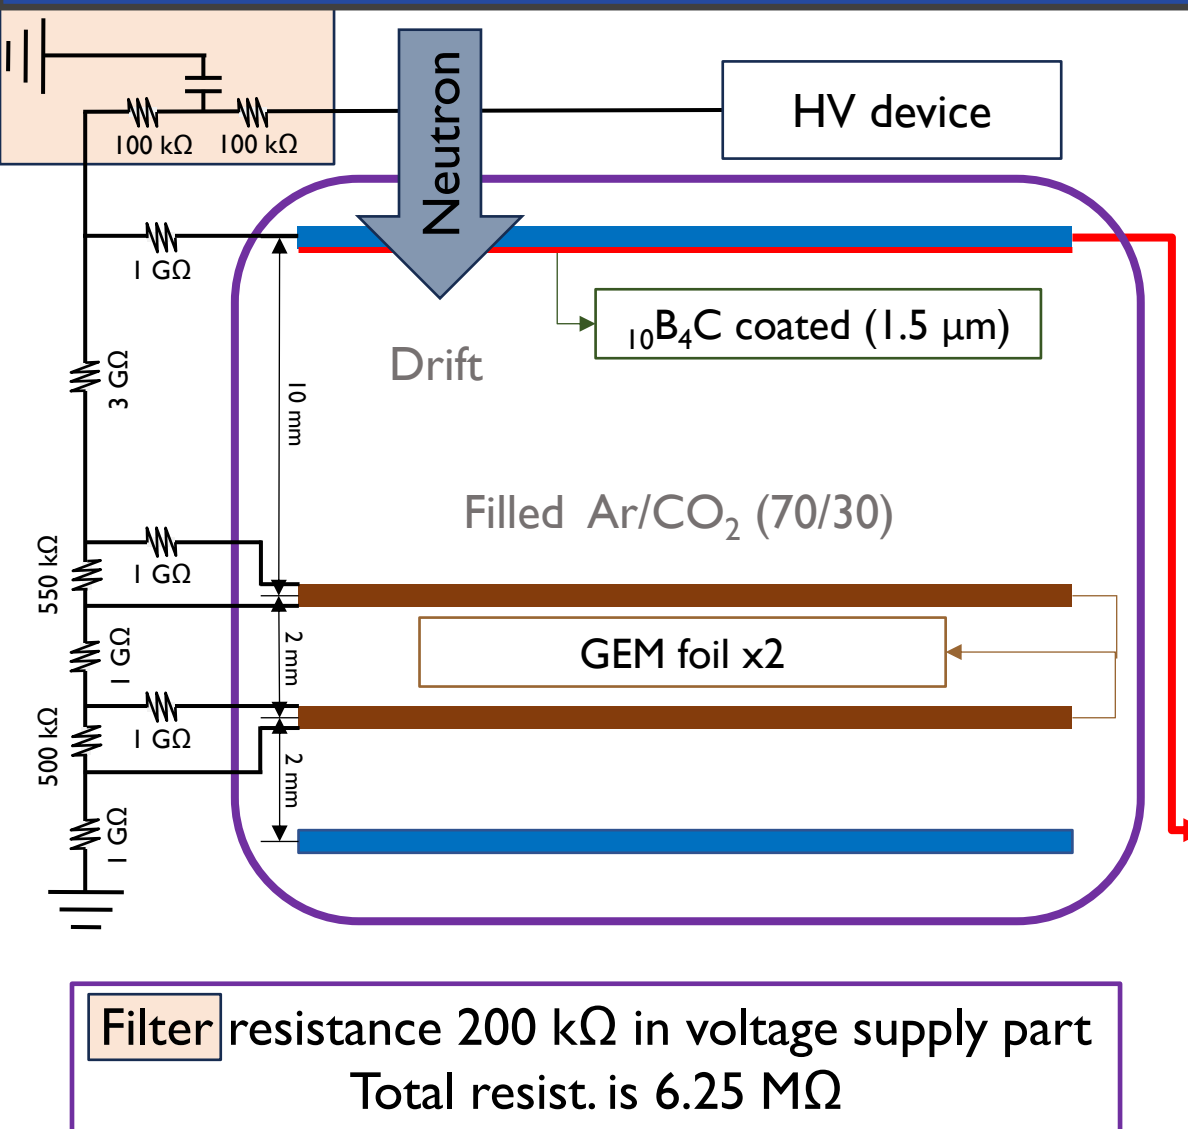 HV device
Neutron
100 kΩ 100 kΩ
1 GΩ
10B4C coated (1.5 μm)
Drift
3 GΩ
10 mm
Filled Ar/CO2 (70/30)
1 GΩ
550 kΩ
2 mm
GEM foil x2
1 GΩ
1 GΩ
500 kΩ
2 mm
1 GΩ
Filter resistance 200 kΩ in voltage supply part
Total resist. is 6.25 MΩ